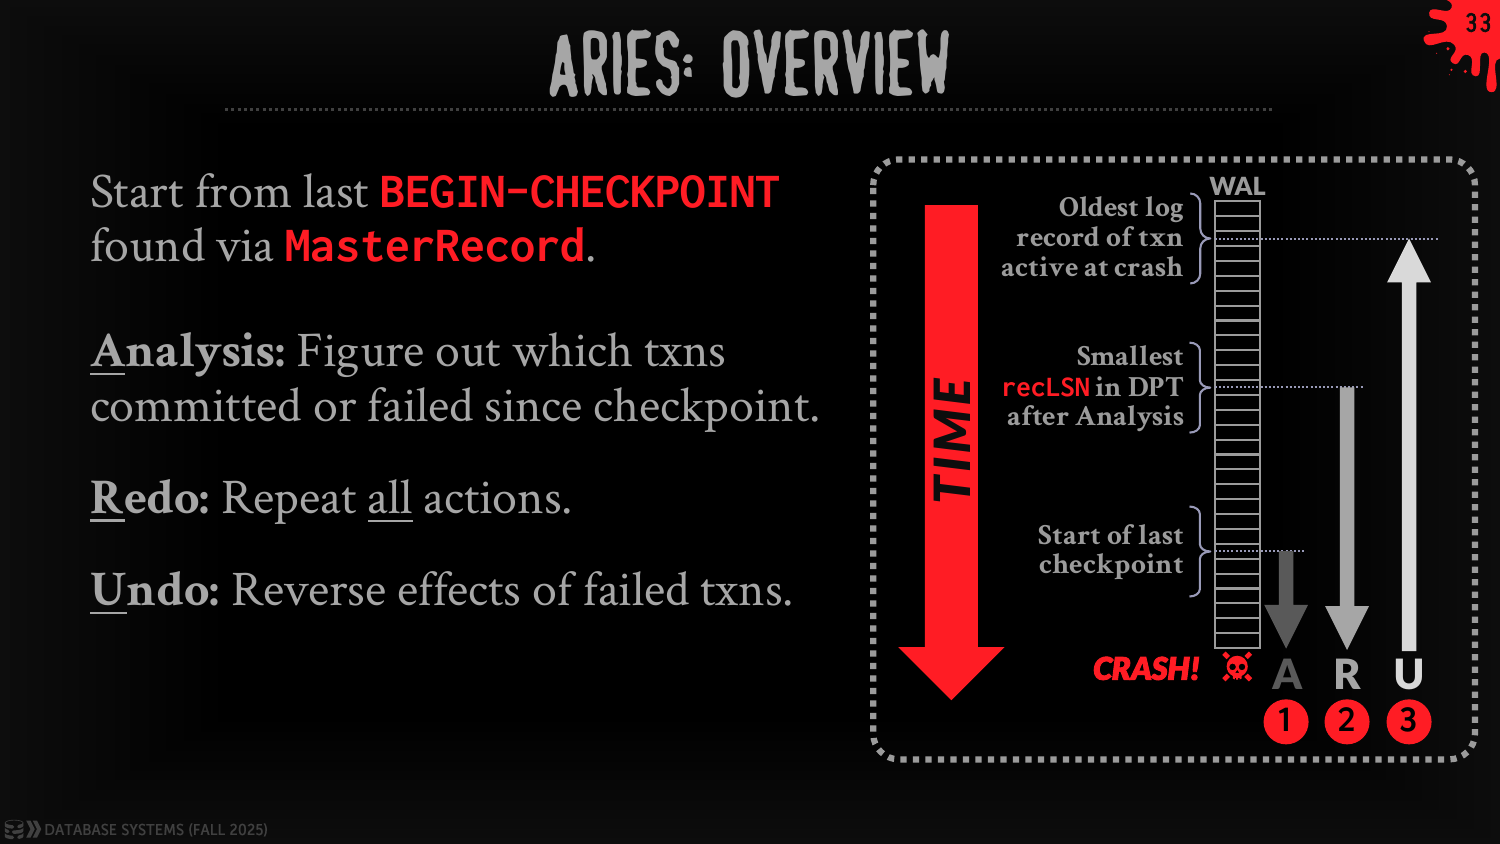 33
ARIES: OVERVIEW
Start from last BEGIN-CHECKPOINT
found via MasterRecord.
Analysis: Figure out which txns
committed or failed since checkpoint.
Redo: Repeat all actions.
Undo: Reverse effects of failed txns.
TIME
WAL
Oldest log
record of txn
active at crash
Smallest
recLSN in DPT
after Analysis
Start of last
checkpoint
CRASH!
A R U
1 2 3
DATABASE SYSTEMS (FALL 2025)